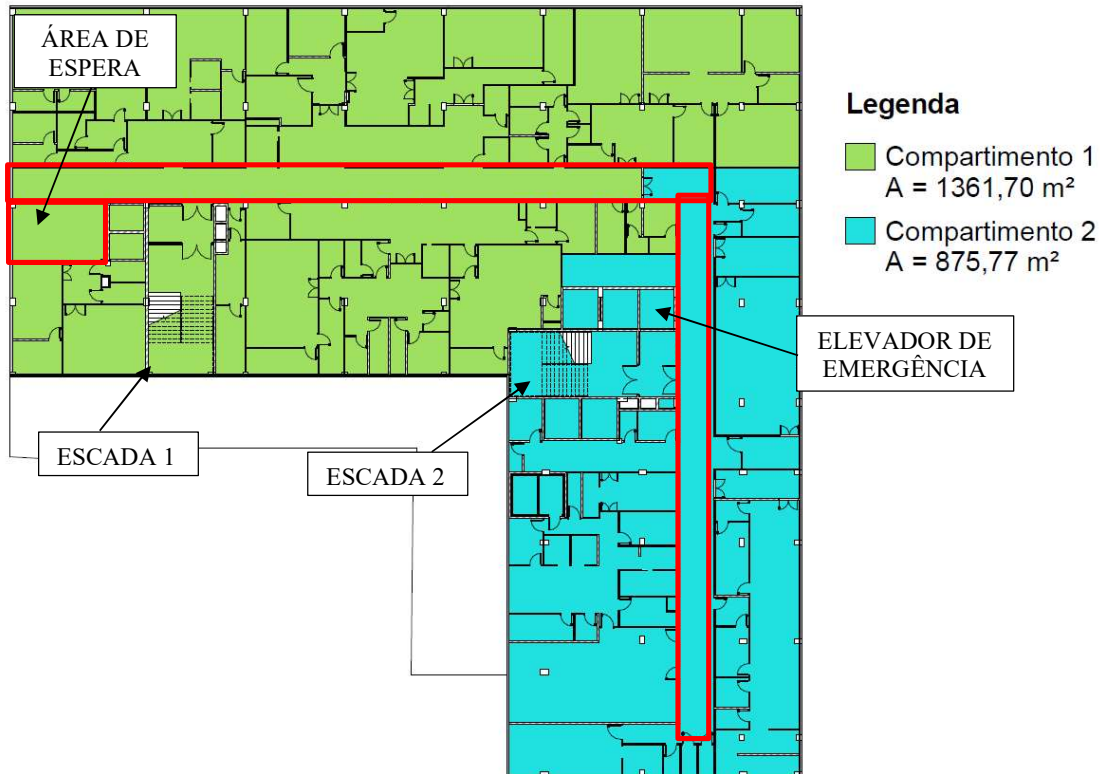 ÁREA DE
ESPERA
Legenda
Compartimento 1
A = 1361,70 m²
Compartimento 2
A = 875,77 m²
ELEVADOR DE
EMERGÊNCIA
ESCADA 1
ESCADA 2